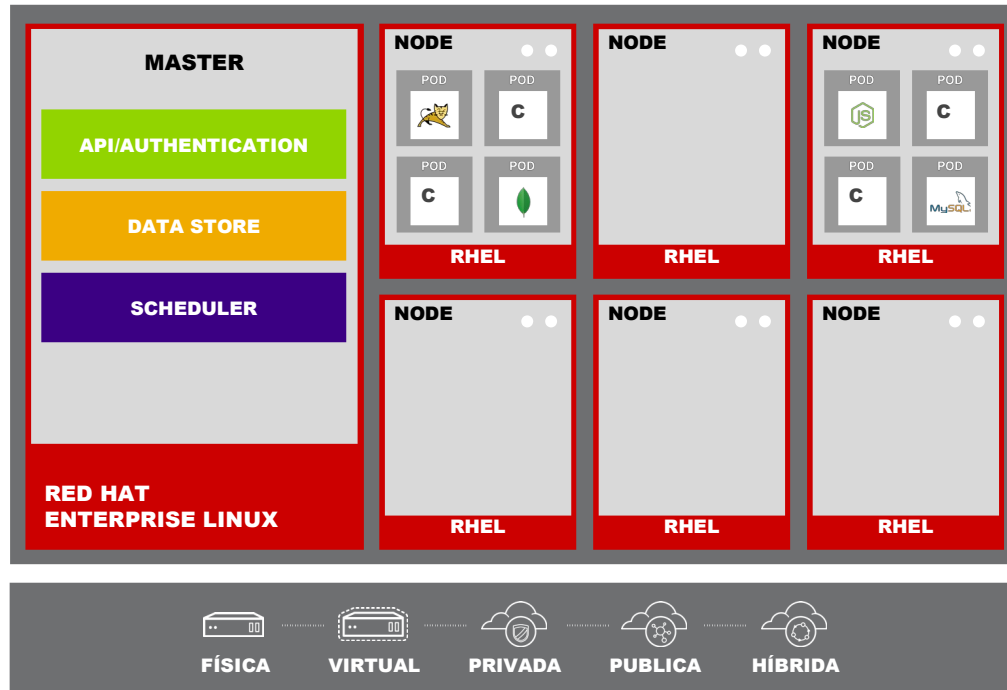 MASTER
API/AUTHENTICATION
DATA STORE
SCHEDULER
RED HAT
ENTERPRISE LINUX
NODE
POD
POD
C
POD
POD
C
RHEL
NODE
RHEL
NODE
POD
POD
JS
C
POD
POD
C
MySQL
RHEL
NODE
RHEL
NODE
RHEL
NODE
RHEL
FÍSICA
VIRTUAL
PRIVADA
PUBLICA
HÍBRIDA